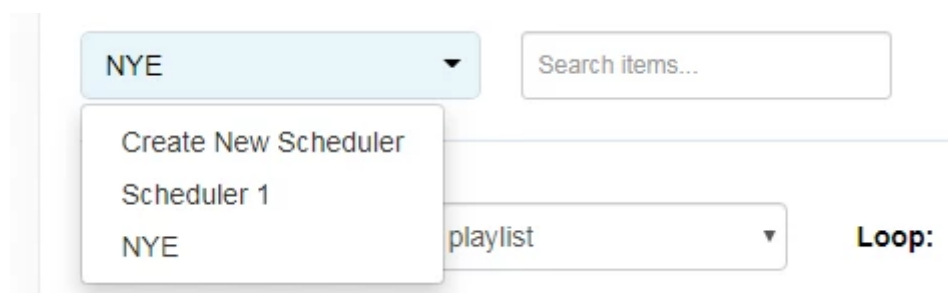 NYE
Search items...
Create New Scheduler
Scheduler 1
NYE
playlist
Loop: